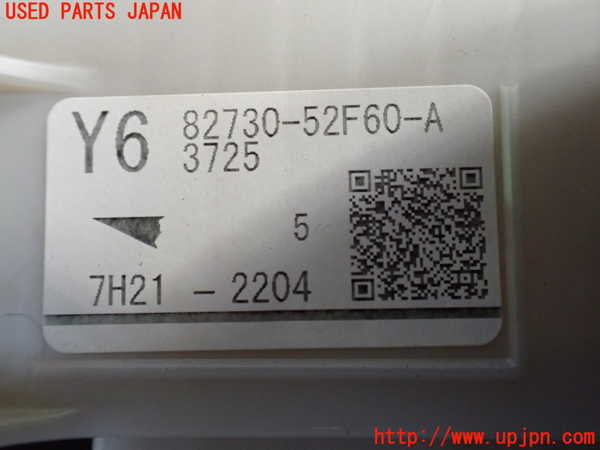 USED PARTS JAPAN
Y6 82730-52F60-A
3725
5
7H21 - 2204
http://www.upjpn.com